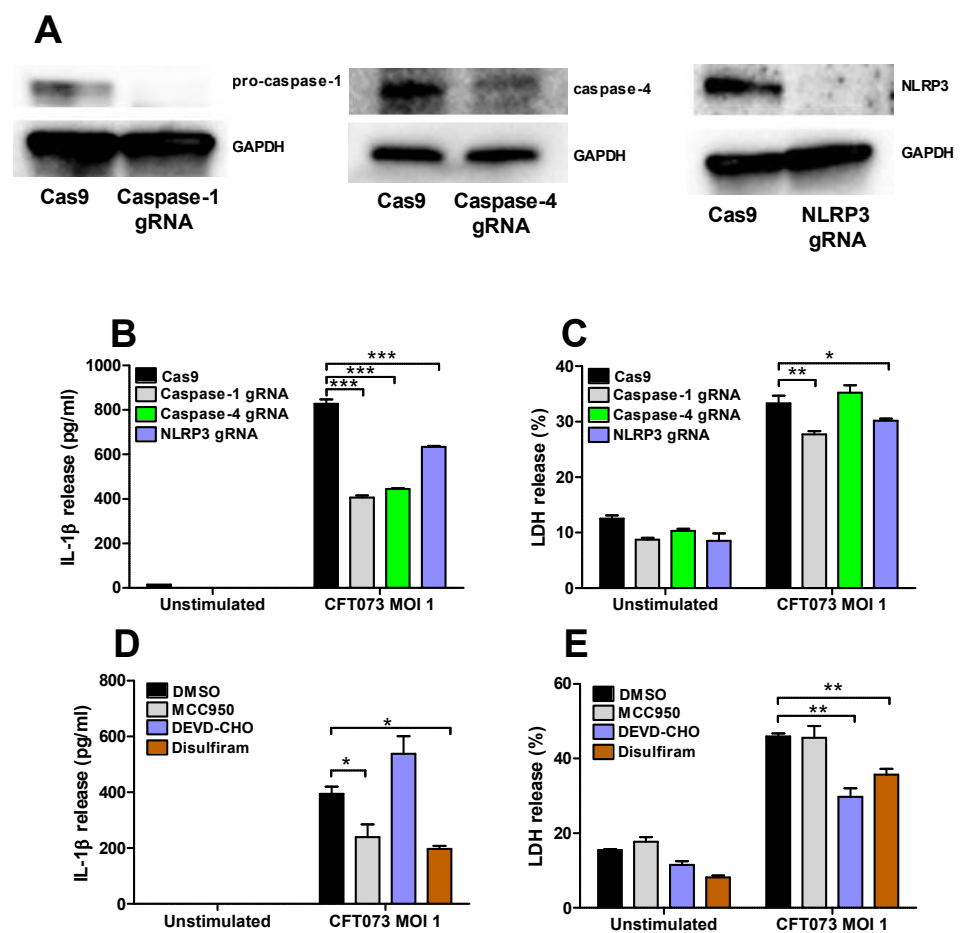 A
pro-caspase-1
GAPDH
Cas9 Caspase-1
gRNA
caspase-4
GAPDH
Cas9 Caspase-4
gRNA
NLRP3
GAPDH
Cas9 NLRP3
gRNA
B
IL-1β release (pg/ml)
1000
800
600
400
200
0
Cas9
Caspase-1 gRNA
Caspase-4 gRNA
NLRP3 gRNA
***
***
***
Unstimulated CFT073 MOI 1
C
LDH release (%)
40
30
20
10
0
Cas9
Caspase-1 gRNA
Caspase-4 gRNA
NLRP3 gRNA
*
**
Unstimulated CFT073 MOI 1
D
IL-1β release (pg/ml)
800
600
400
200
0
DMSO
MCC950
DEVD-CHO
Disulfiram
*
*
Unstimulated CFT073 MOI 1
E
LDH release (%)
60
40
20
0
DMSO
MCC950
DEVD-CHO
Disulfiram
**
**
Unstimulated CFT073 MOI 1